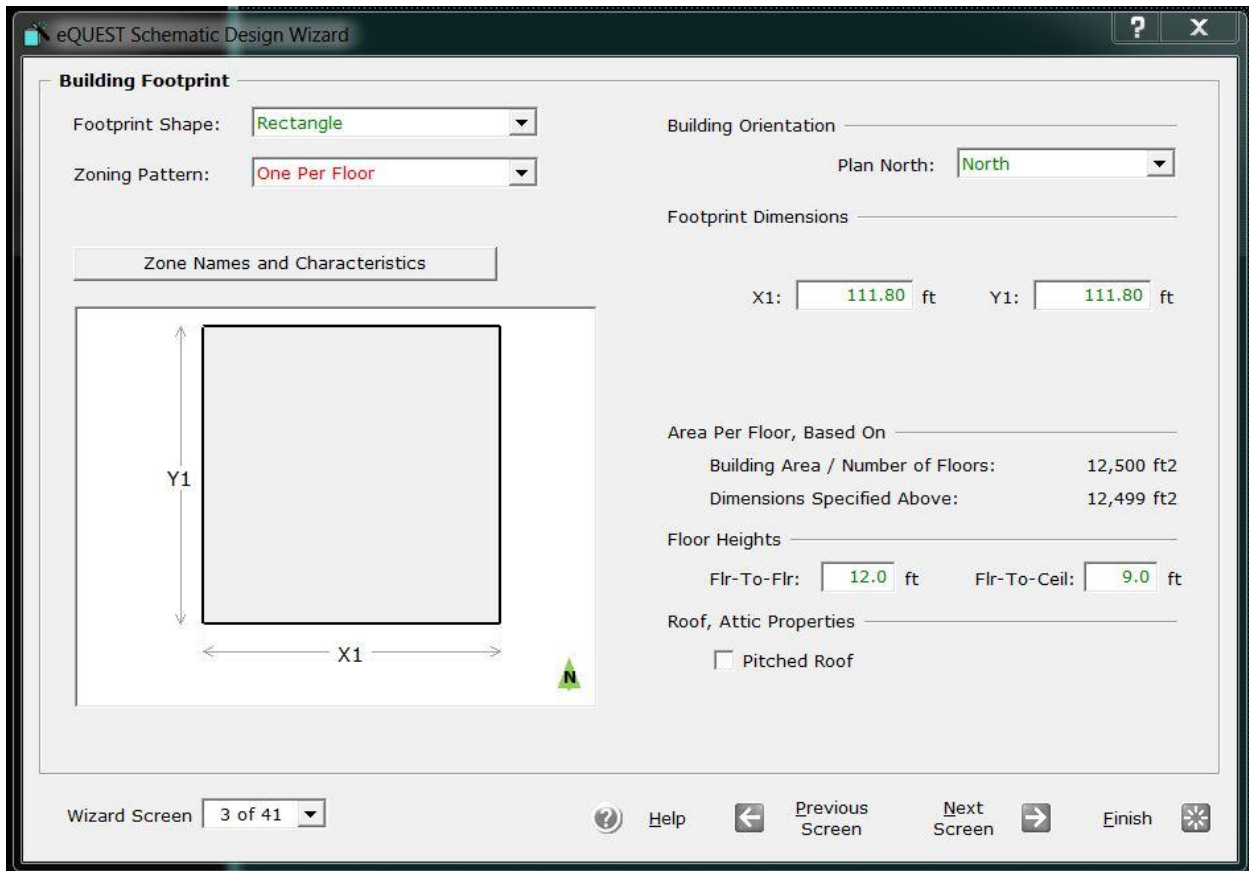 eQUEST Schematic Design Wizard
? X
Building Footprint
Footprint Shape: Rectangle
Zoning Pattern: One Per Floor
Zone Names and Characteristics
Y1
X1
N
Building Orientation
Plan North: North
Footprint Dimensions
X1: 111.80 ft Y1: 111.80 ft
Area Per Floor, Based On
Building Area / Number of Floors: 12,500 ft2
Dimensions Specified Above: 12,499 ft2
Floor Heights
Flr-To-Flr: 12.0 ft Flr-To-Ceil: 9.0 ft
Roof, Attic Properties
Pitched Roof
Wizard Screen 3 of 41
? Help
Previous
Screen
Next
Screen
Finish